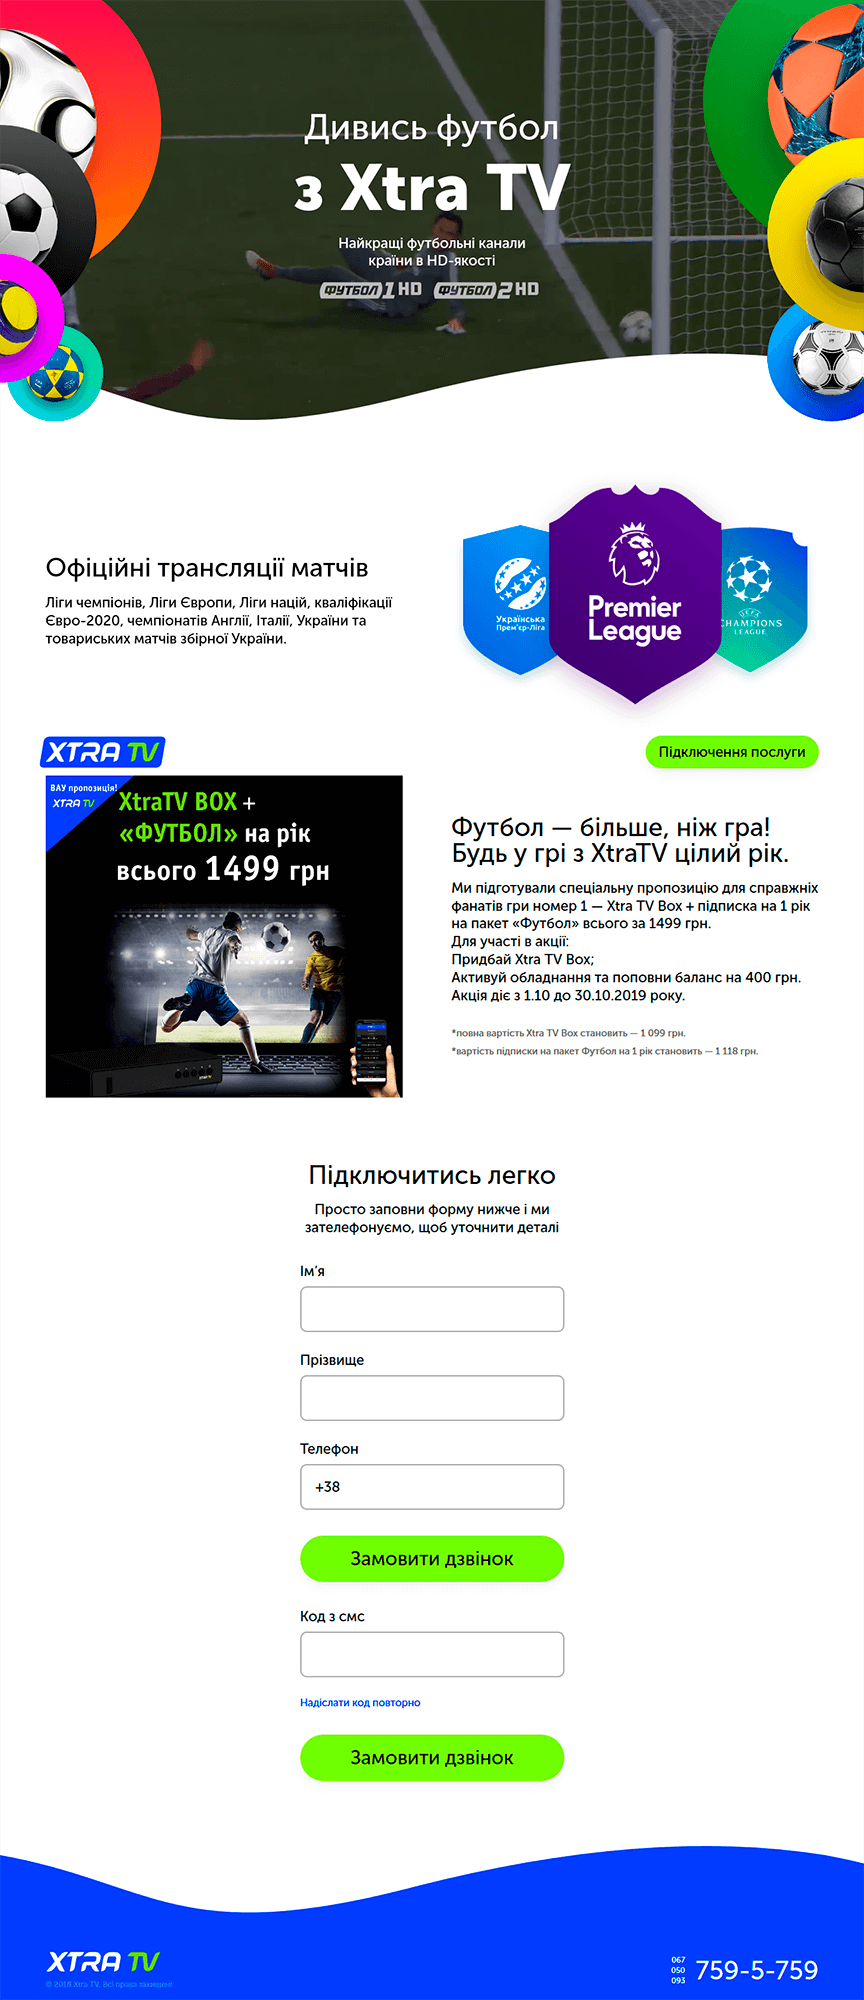 Дивись футбол
з Xtra TV
Найкращі футбольні канали
країни в HD-якості
ФУТБОЛ 1 HD ФУТБОЛ 2 HD
Офіційні трансляції матчів
Ліги чемпіонів, Ліги Європи, Ліги націй, кваліфікації
Євро-2020, чемпіонатів Англії, Італії, України та
товариських матчів збірної України.
Українська
Прем'єр-Ліга
Premier
League
CHAMPIONS
LEAGUE
XTRA TV
Підключення послуги
ВАУ пропозиція!
XTRA TV
XtraTV BOX +
«ФУТБОЛ» на рік
всього 1499 грн
Футбол — більше, ніж гра!
Будь у грі з XtraTV цілий рік.
Ми підготували спеціальну пропозицію для справжніх
фанатів гри номер 1 — Xtra TV Box + підписка на 1 рік
на пакет «Футбол» всього за 1499 грн.
Для участі в акції:
Придбай Xtra TV Box;
Активуй обладнання та поповни баланс на 400 грн.
Акція діє з 1.10 до 30.10.2019 року.
*повна вартість Xtra TV Box становить — 1 099 грн.
*вартість підписки на пакет Футбол на 1 рік становить — 1 118 грн.
Підключитись легко
Просто заповни форму нижче і ми
зателефонуємо, щоб уточнити деталі
Ім'я
Прізвище
Телефон
+38
Замовити дзвінок
Код з смс
Надіслати код повторно
Замовити дзвінок
XTRA TV
© 2018 Xtra TV. Всі права захищені
067
050
093
759-5-759